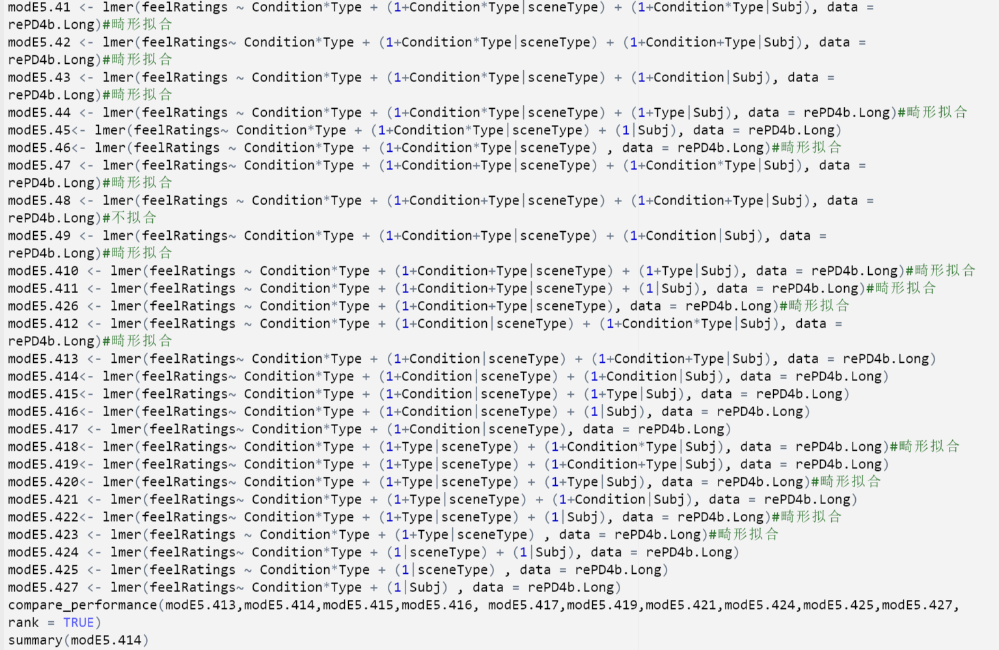 modE5.41 <- lmer(feelRatings ~ Condition*Type + (1+Condition*Type|sceneType) + (1+Condition*Type|Subj), data =
rePD4b.Long)#畸形拟合
modE5.42 <- lmer(feelRatings~ Condition*Type + (1+Condition*Type|sceneType) + (1+Condition+Type|Subj), data =
rePD4b.Long)#畸形拟合
modE5.43 <- lmer(feelRatings ~ Condition*Type + (1+Condition*Type|sceneType) + (1+Condition|Subj), data =
rePD4b.Long)#畸形拟合
modE5.44 <- lmer(feelRatings ~ Condition*Type + (1+Condition*Type|sceneType) + (1+Type|Subj), data = rePD4b.Long)#畸形拟合
modE5.45<- lmer(feelRatings~ Condition*Type + (1+Condition*Type|sceneType) + (1|Subj), data = rePD4b.Long)
modE5.46<- lmer(feelRatings ~ Condition*Type + (1+Condition*Type|sceneType) , data = rePD4b.Long)#畸形拟合
modE5.47 <- lmer(feelRatings~ Condition*Type + (1+Condition+Type|sceneType) + (1+Condition*Type|Subj), data =
rePD4b.Long)#畸形拟合
modE5.48 <- lmer(feelRatings ~ Condition*Type + (1+Condition+Type|sceneType) + (1+Condition+Type|Subj), data =
rePD4b.Long)#不拟合
modE5.49 <- lmer(feelRatings~ Condition*Type + (1+Condition+Type|sceneType) + (1+Condition|Subj), data =
rePD4b.Long)#畸形拟合
modE5.410 <- lmer(feelRatings ~ Condition*Type + (1+Condition+Type|sceneType) + (1+Type|Subj), data = rePD4b.Long)#畸形拟合
modE5.411 <- lmer(feelRatings ~ Condition*Type + (1+Condition+Type|sceneType) + (1|Subj), data = rePD4b.Long)#畸形拟合
modE5.426 <- lmer(feelRatings ~ Condition*Type + (1+Condition+Type|sceneType), data = rePD4b.Long)#畸形拟合
modE5.412 <- lmer(feelRatings ~ Condition*Type + (1+Condition|sceneType) + (1+Condition*Type|Subj), data =
rePD4b.Long)#畸形拟合
modE5.413 <- lmer(feelRatings~ Condition*Type + (1+Condition|sceneType) + (1+Condition+Type|Subj), data = rePD4b.Long)
modE5.414<- lmer(feelRatings~ Condition*Type + (1+Condition|sceneType) + (1+Condition|Subj), data = rePD4b.Long)
modE5.415<- lmer(feelRatings~ Condition*Type + (1+Condition|sceneType) + (1+Type|Subj), data = rePD4b.Long)
modE5.416<- lmer(feelRatings~ Condition*Type + (1+Condition|sceneType) + (1|Subj), data = rePD4b.Long)
modE5.417 <- lmer(feelRatings~ Condition*Type + (1+Condition|sceneType), data = rePD4b.Long)
modE5.418<- lmer(feelRatings~ Condition*Type + (1+Type|sceneType) + (1+Condition*Type|Subj), data = rePD4b.Long)#畸形拟合
modE5.419<- lmer(feelRatings~ Condition*Type + (1+Type|sceneType) + (1+Condition+Type|Subj), data = rePD4b.Long)
modE5.420<- lmer(feelRatings~ Condition*Type + (1+Type|sceneType) + (1+Type|Subj), data = rePD4b.Long)#畸形拟合
modE5.421 <- lmer(feelRatings~ Condition*Type + (1+Type|sceneType) + (1+Condition|Subj), data = rePD4b.Long)
modE5.422<- lmer(feelRatings~ Condition*Type + (1+Type|sceneType) + (1|Subj), data = rePD4b.Long)#畸形拟合
modE5.423 <- lmer(feelRatings ~ Condition*Type + (1+Type|sceneType) , data = rePD4b.Long)#畸形拟合
modE5.424 <- lmer(feelRatings~ Condition*Type + (1|sceneType) + (1|Subj), data = rePD4b.Long)
modE5.425 <- lmer(feelRatings ~ Condition*Type + (1|sceneType) , data = rePD4b.Long)
modE5.427 <- lmer(feelRatings~ Condition*Type + (1|Subj) , data = rePD4b.Long)
compare_performance(modE5.413,modE5.414,modE5.415,modE5.416, modE5.417,modE5.419,modE5.421,modE5.424,modE5.425,modE5.427,
rank = TRUE)
summary(modE5.414)